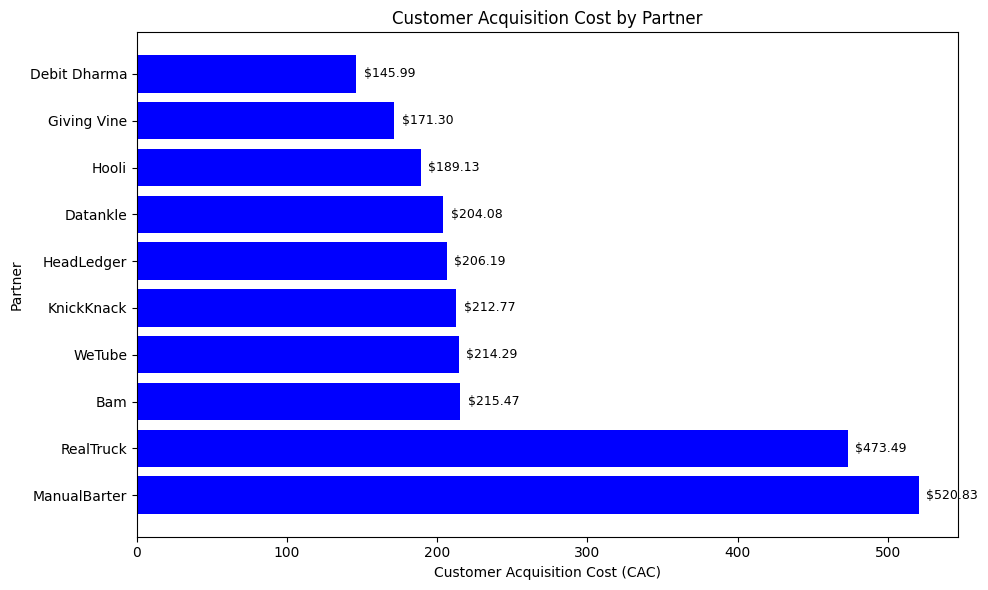 Customer Acquisition Cost by Partner
Partner
Debit Dharma $145.99
Giving Vine $171.30
Hooli $189.13
Datankle $204.08
HeadLedger $206.19
KnickKnack $212.77
WeTube $214.29
Bam $215.47
RealTruck $473.49
ManualBarter $520.83
0 100 200 300 400 500
Customer Acquisition Cost (CAC)